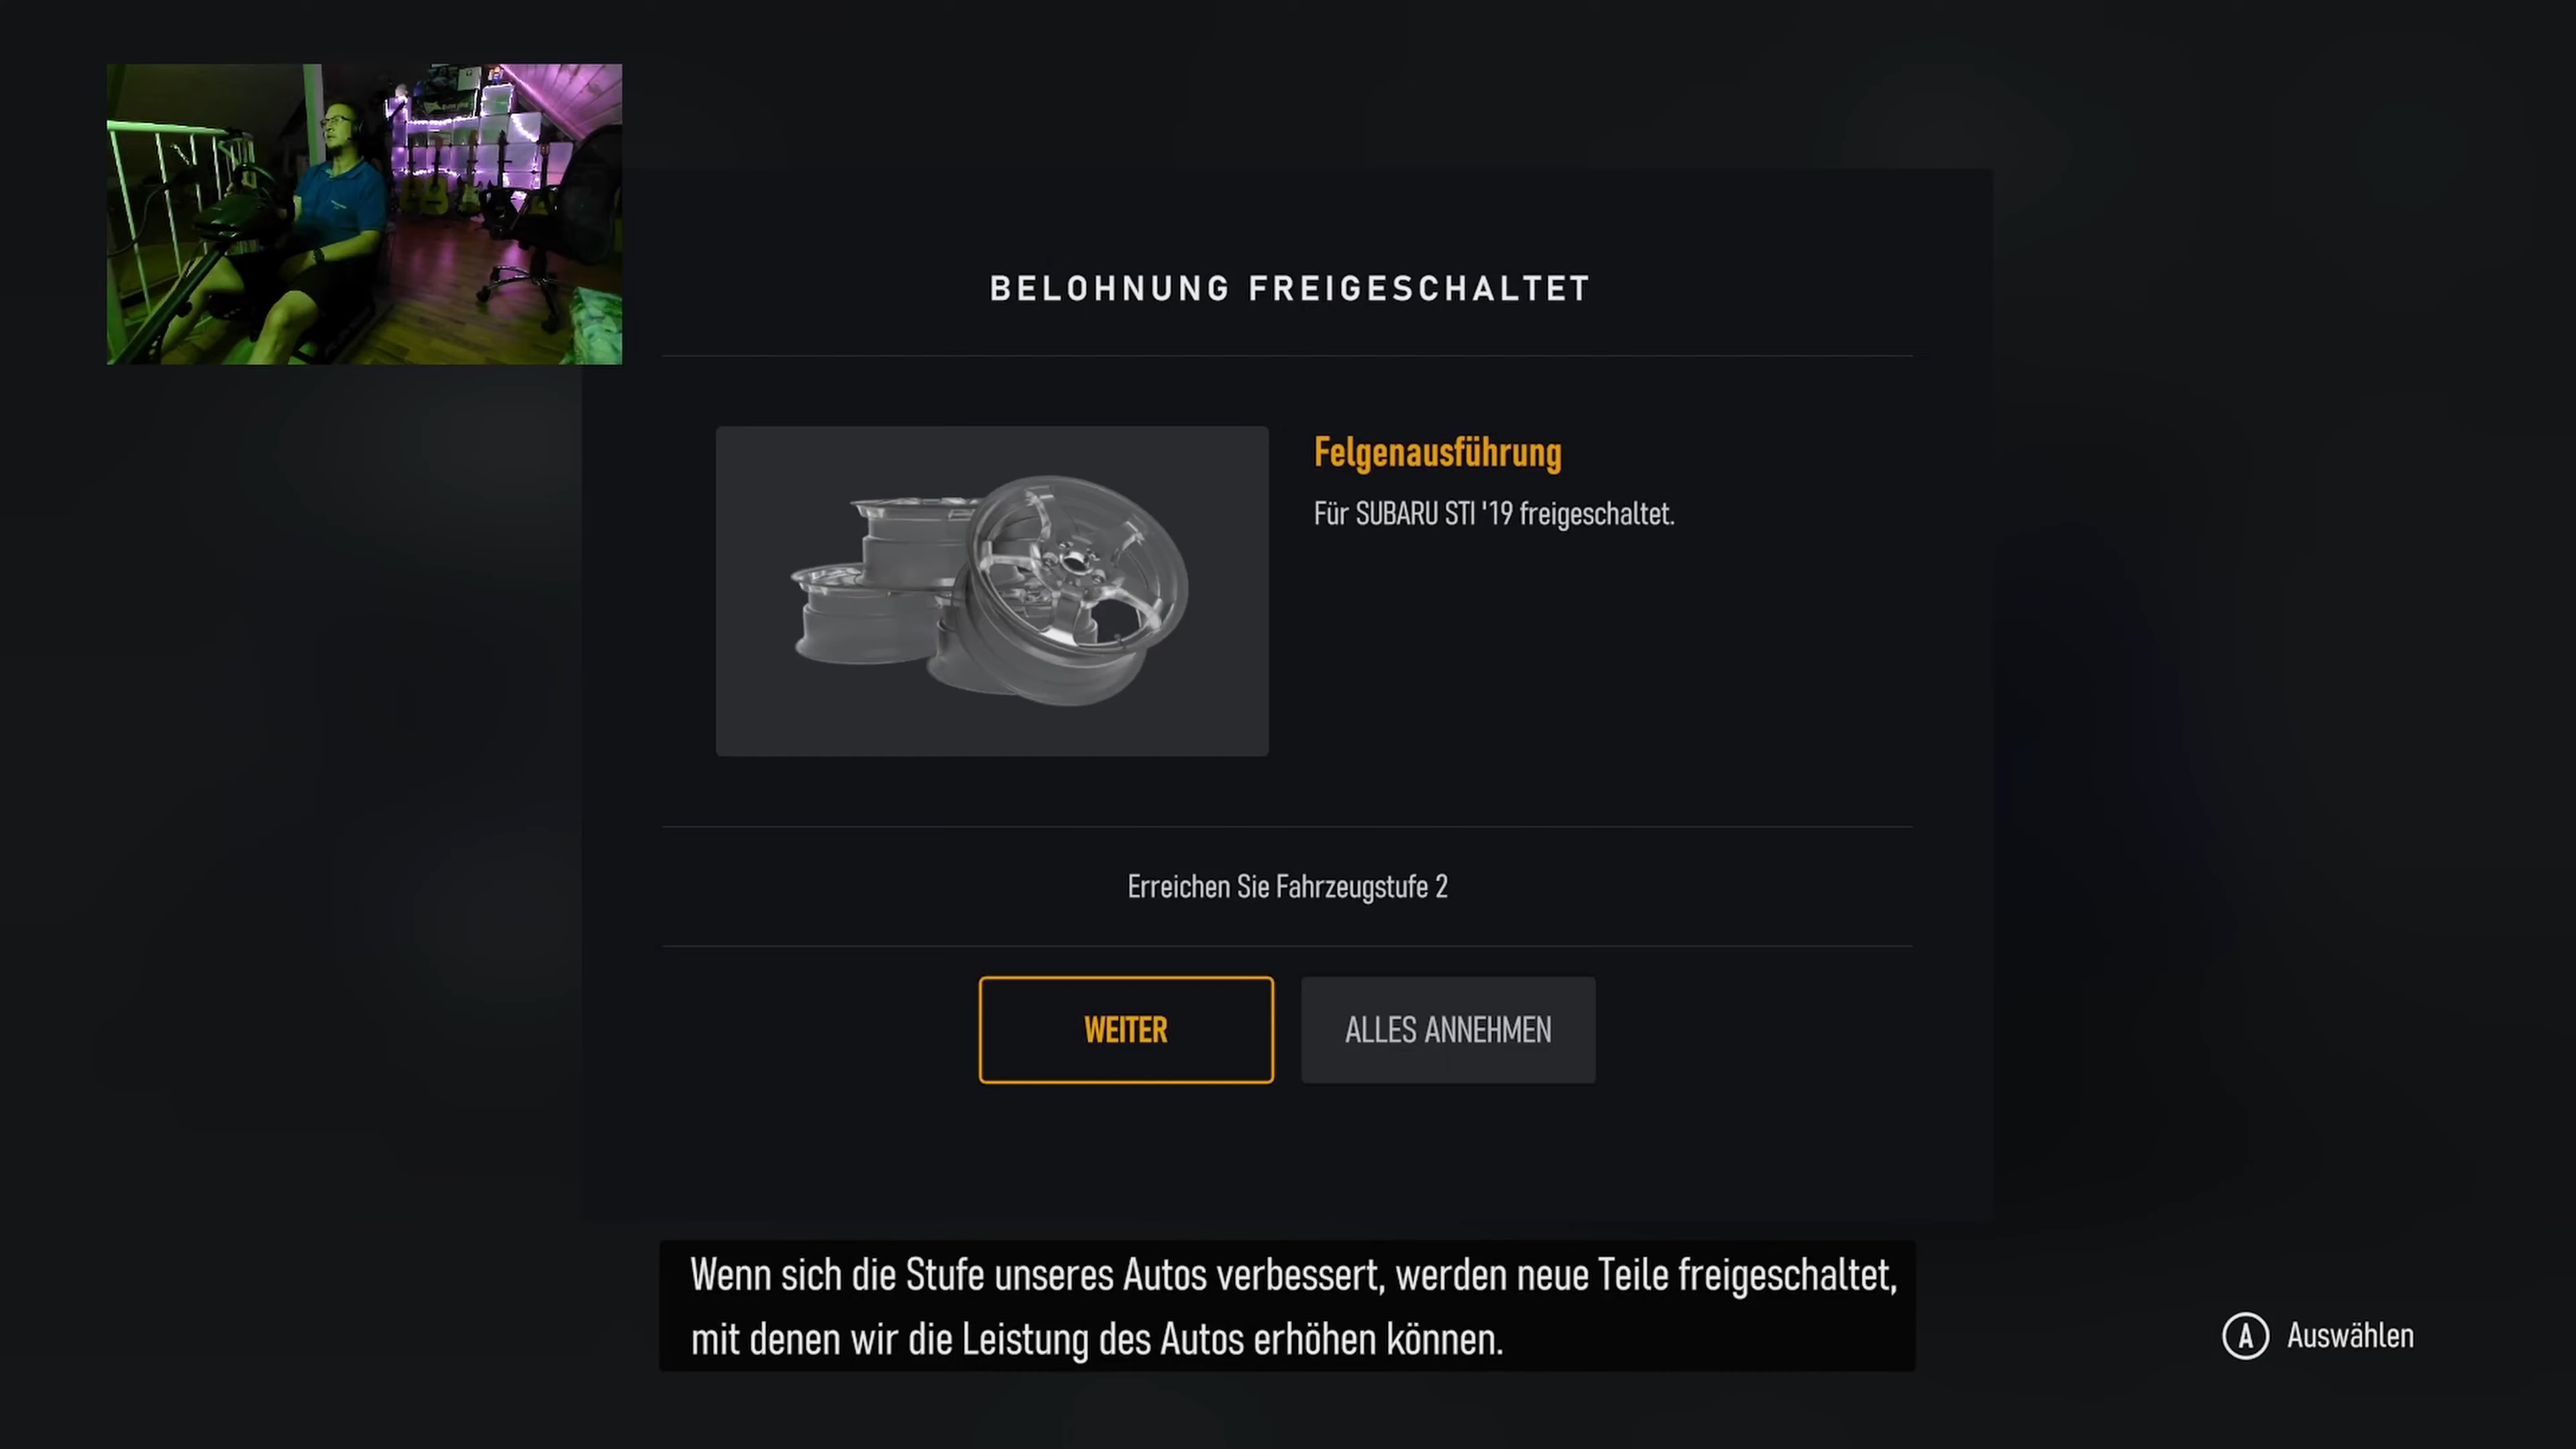 BELOHNUNG FREIGESCHALTET
Felgenausführung
Für SUBARU STI '19 freigeschaltet.
Erreichen Sie Fahrzeugstufe 2
WEITER
ALLES ANNEHMEN
Wenn sich die Stufe unseres Autos verbessert, werden neue Teile freigeschaltet,
mit denen wir die Leistung des Autos erhöhen können.
A Auswählen